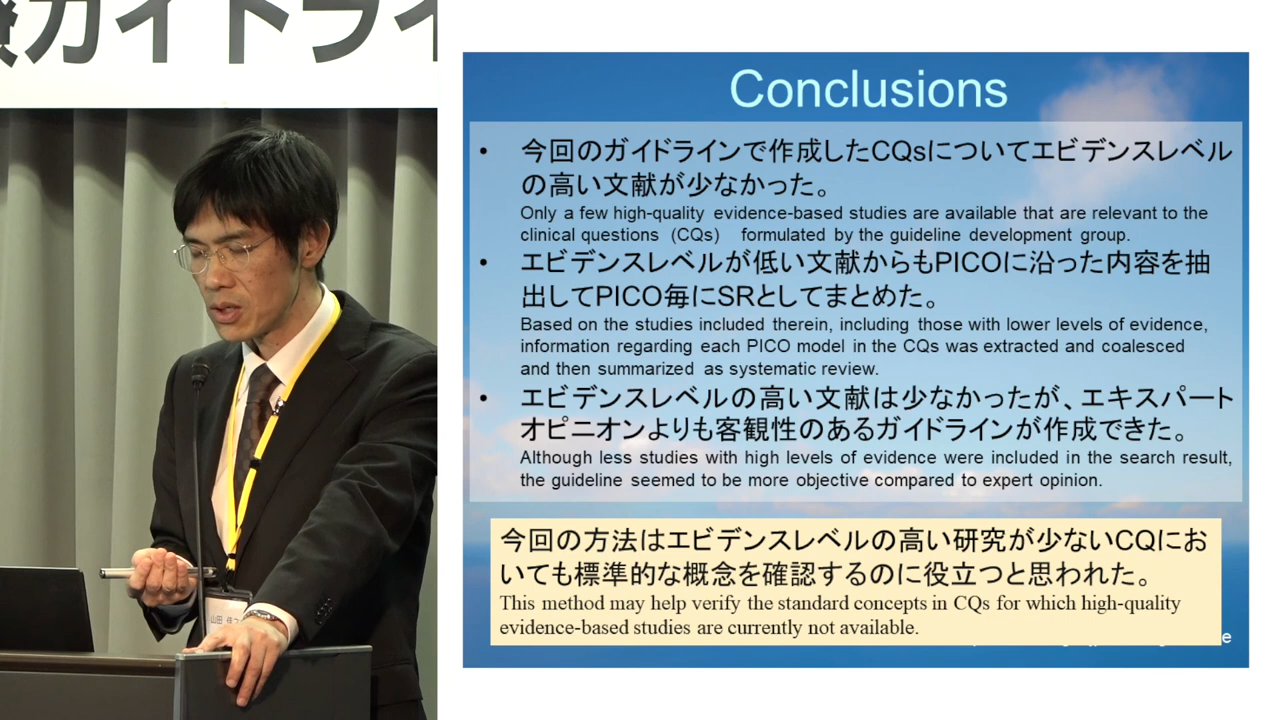 ガイドライ
Conclusions
• 今回のガイドラインで作成したCQsについてエビデンスレベル
の高い文献が少なかった。
Only a few high-quality evidence-based studies are available that are relevant to the
clinical questions (CQs) formulated by the guideline development group.
• エビデンスレベルが低い文献からもPICOに沿った内容を抽
出してPICO毎にSRとしてまとめた。
Based on the studies included therein, including those with lower levels of evidence,
information regarding each PICO model in the CQs was extracted and coalesced
and then summarized as systematic review.
• エビデンスレベルの高い文献は少なかったが、エキスパート
オピニオンよりも客観性のあるガイドラインが作成できた。
Although less studies with high levels of evidence were included in the search result,
the guideline seemed to be more objective compared to expert opinion.
今回の方法はエビデンスレベルの高い研究が少ないCQにお
いても標準的な概念を確認するのに役立つと思われた。
This method may help verify the standard concepts in CQs for which high-quality
evidence-based studies are currently not available.